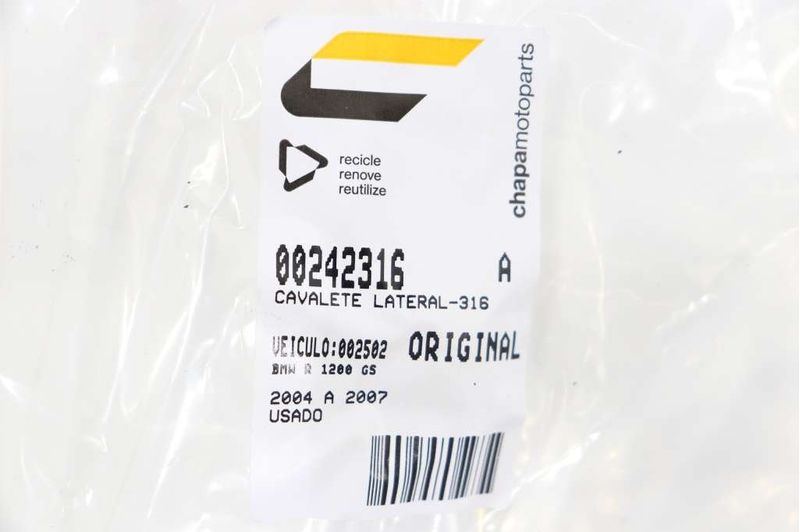 chapamotoparts
recicle
renove
reutilize
00242316 A
CAVALETE LATERAL-316
VEICULO:002502 ORIGINAL
BMW R 1200 GS
2004 A 2007
USADO